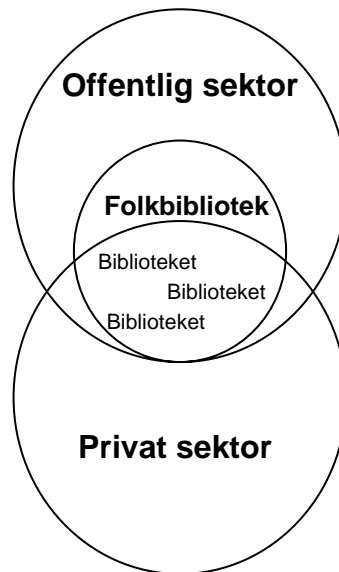 Offentlig sektor
Folkbibliotek
Biblioteket
Biblioteket
Biblioteket
Privat sektor